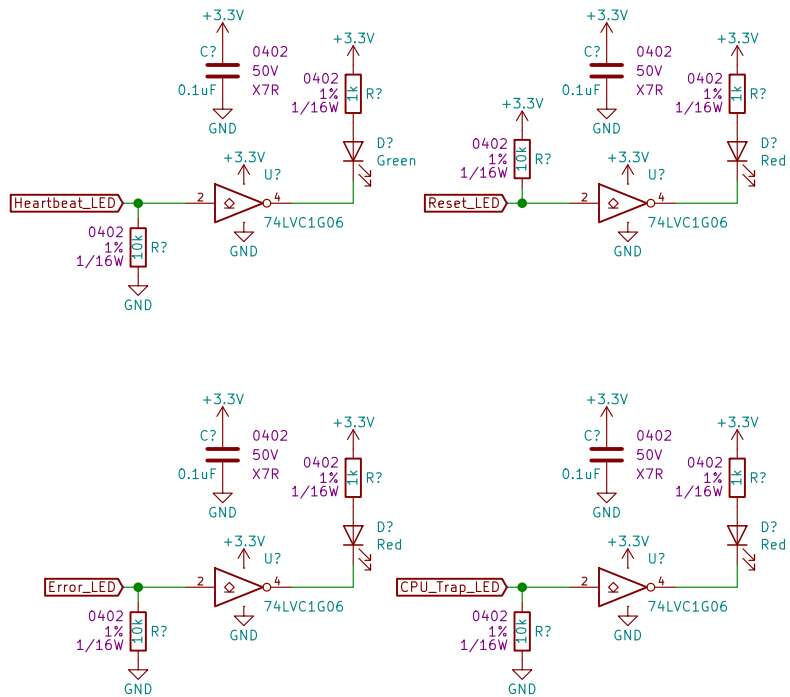 +3.3V
C?
0.1uF
0402
50V
X7R
GND
+3.3V
0402
1%
1/16W
1k
R?
D?
Green
+3.3V
U?
Heartbeat_LED
2
4
74LVC1G06
GND
0402
1%
1/16W
10k
R?
GND
+3.3V
C?
0.1uF
0402
50V
X7R
GND
+3.3V
0402
1%
1/16W
1k
R?
D?
Red
+3.3V
0402
1%
1/16W
10k
R?
+3.3V
U?
Reset_LED
2
4
74LVC1G06
GND
+3.3V
C?
0.1uF
0402
50V
X7R
GND
+3.3V
0402
1%
1/16W
1k
R?
D?
Red
+3.3V
U?
Error_LED
2
4
74LVC1G06
GND
0402
1%
1/16W
10k
R?
GND
+3.3V
C?
0.1uF
0402
50V
X7R
GND
+3.3V
0402
1%
1/16W
1k
R?
D?
Red
+3.3V
U?
CPU_Trap_LED
2
4
74LVC1G06
GND
0402
1%
1/16W
10k
R?
GND